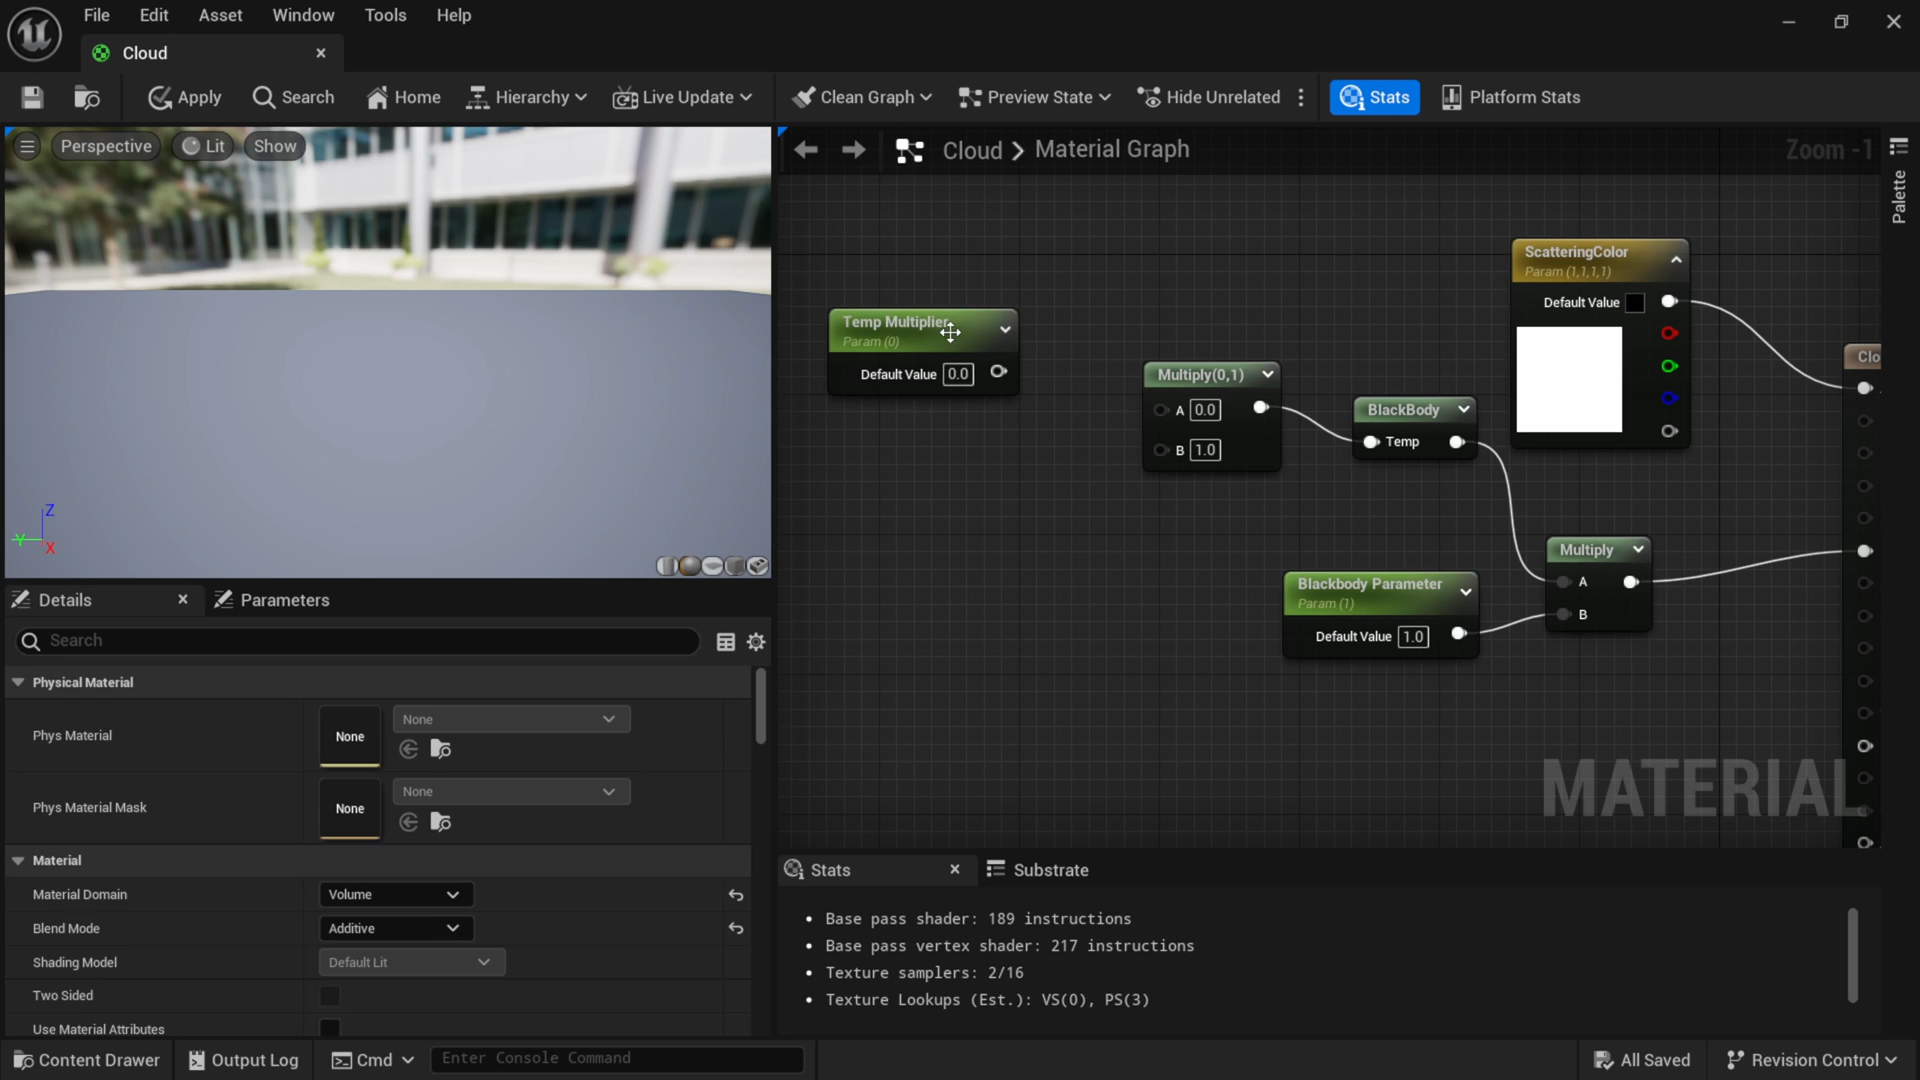 File Edit Asset Window Tools Help
Cloud
Apply Search Home Hierarchy Live Update Clean Graph Preview State Hide Unrelated Stats Platform Stats
Perspective Lit Show
Cloud > Material Graph
Zoom -1
Palette
ScatteringColor
Param (1,1,1,1)
Default Value
Temp Multiplier
Param (0)
Default Value 0.0
Multiply(0,1)
A 0.0
B 1.0
BlackBody
Temp
Clo
Multiply
A
B
Blackbody Parameter
Param (1)
Default Value 1.0
MATERIAL
Z
Y
X
Details Parameters
Search
Physical Material
Phys Material None None
Phys Material Mask None None
Material
Material Domain Volume
Blend Mode Additive
Shading Model Default Lit
Two Sided
Use Material Attributes
Stats Substrate
• Base pass shader: 189 instructions
• Base pass vertex shader: 217 instructions
• Texture samplers: 2/16
• Texture Lookups (Est.): VS(0), PS(3)
Content Drawer Output Log Cmd Enter Console Command All Saved Revision Control